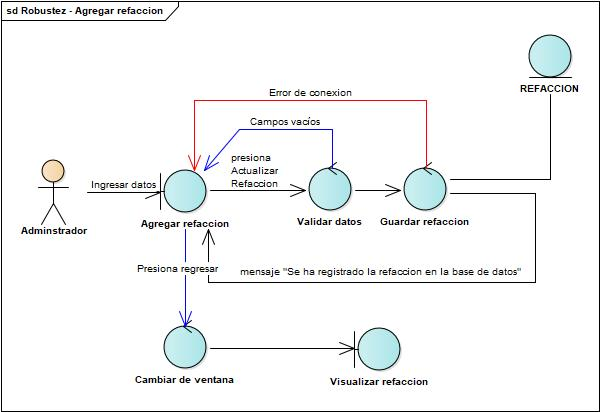 sd Robustez - Agregar refaccion
REFACCION
Error de conexion
Campos vacíos
presiona
Actualizar
Refaccion
Ingresar datos
Adminstrador
Agregar refaccion
Validar datos
Guardar refaccion
Presiona regresar
mensaje "Se ha registrado la refaccion en la base de datos"
Cambiar de ventana
Visualizar refaccion